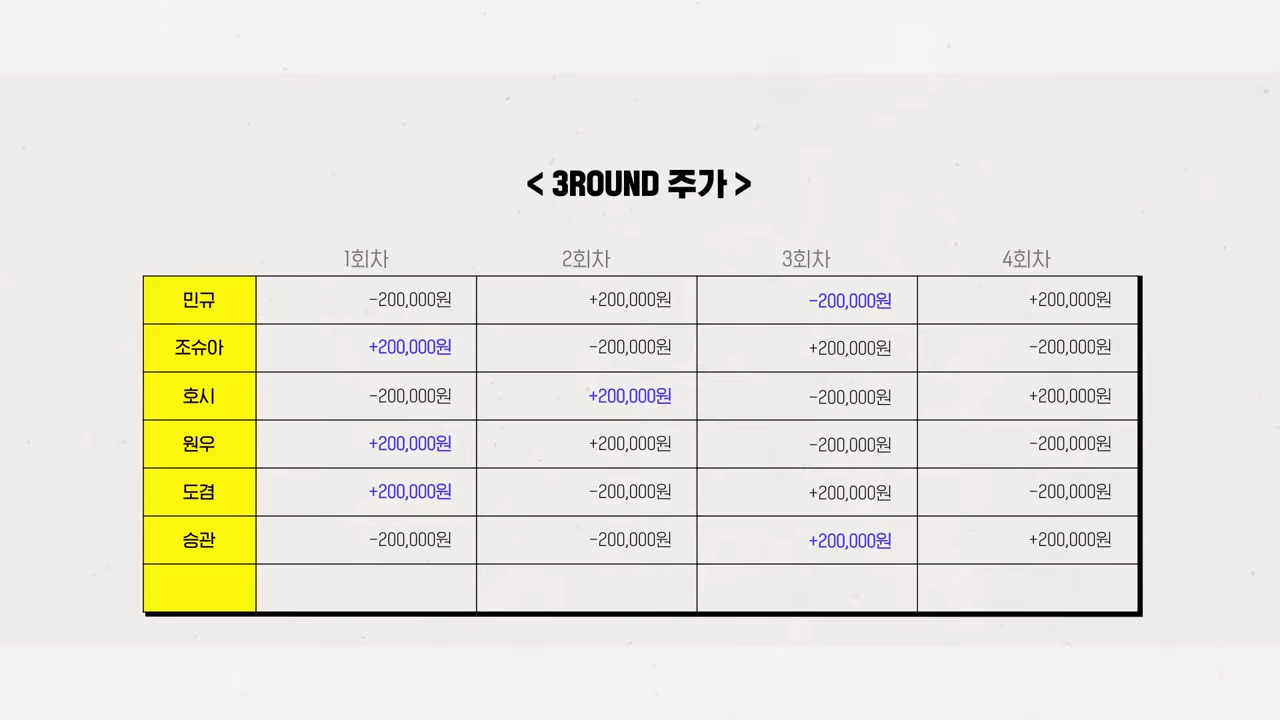 < 3ROUND 주가 >
1회차 2회차 3회차 4회차
민규 -200,000원 +200,000원 -200,000원 +200,000원
조슈아 +200,000원 -200,000원 +200,000원 -200,000원
호시 -200,000원 +200,000원 -200,000원 +200,000원
원우 +200,000원 +200,000원 -200,000원 -200,000원
도겸 +200,000원 -200,000원 +200,000원 -200,000원
승관 -200,000원 -200,000원 +200,000원 +200,000원